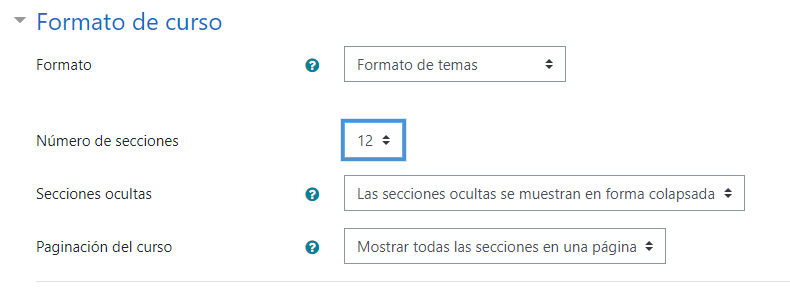 Formato de curso
Formato ? Formato de temas
Número de secciones 12
Secciones ocultas ? Las secciones ocultas se muestran en forma colapsada
Paginación del curso ? Mostrar todas las secciones en una página